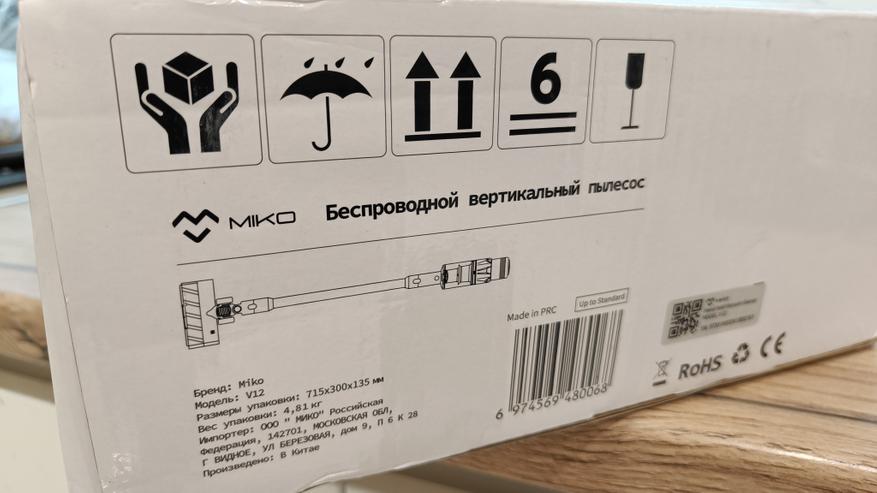 6
MIKO Беспроводной вертикальный пылесос
Made in PRC
Up to Standard
6 974569 480068
RoHS CE
Бренд: Miko
Модель: V12
Размеры упаковки: 715x300x135 мм
Вес упаковки: 4,81 кг
Импортер: ООО " МИКО" Российская
Федерация, 142701, МОСКОВСКАЯ ОБЛ,
Г ВИДНОЕ, УЛ БЕРЕЗОВАЯ, дом 9, П 6 К 28
Произведено: В Китае